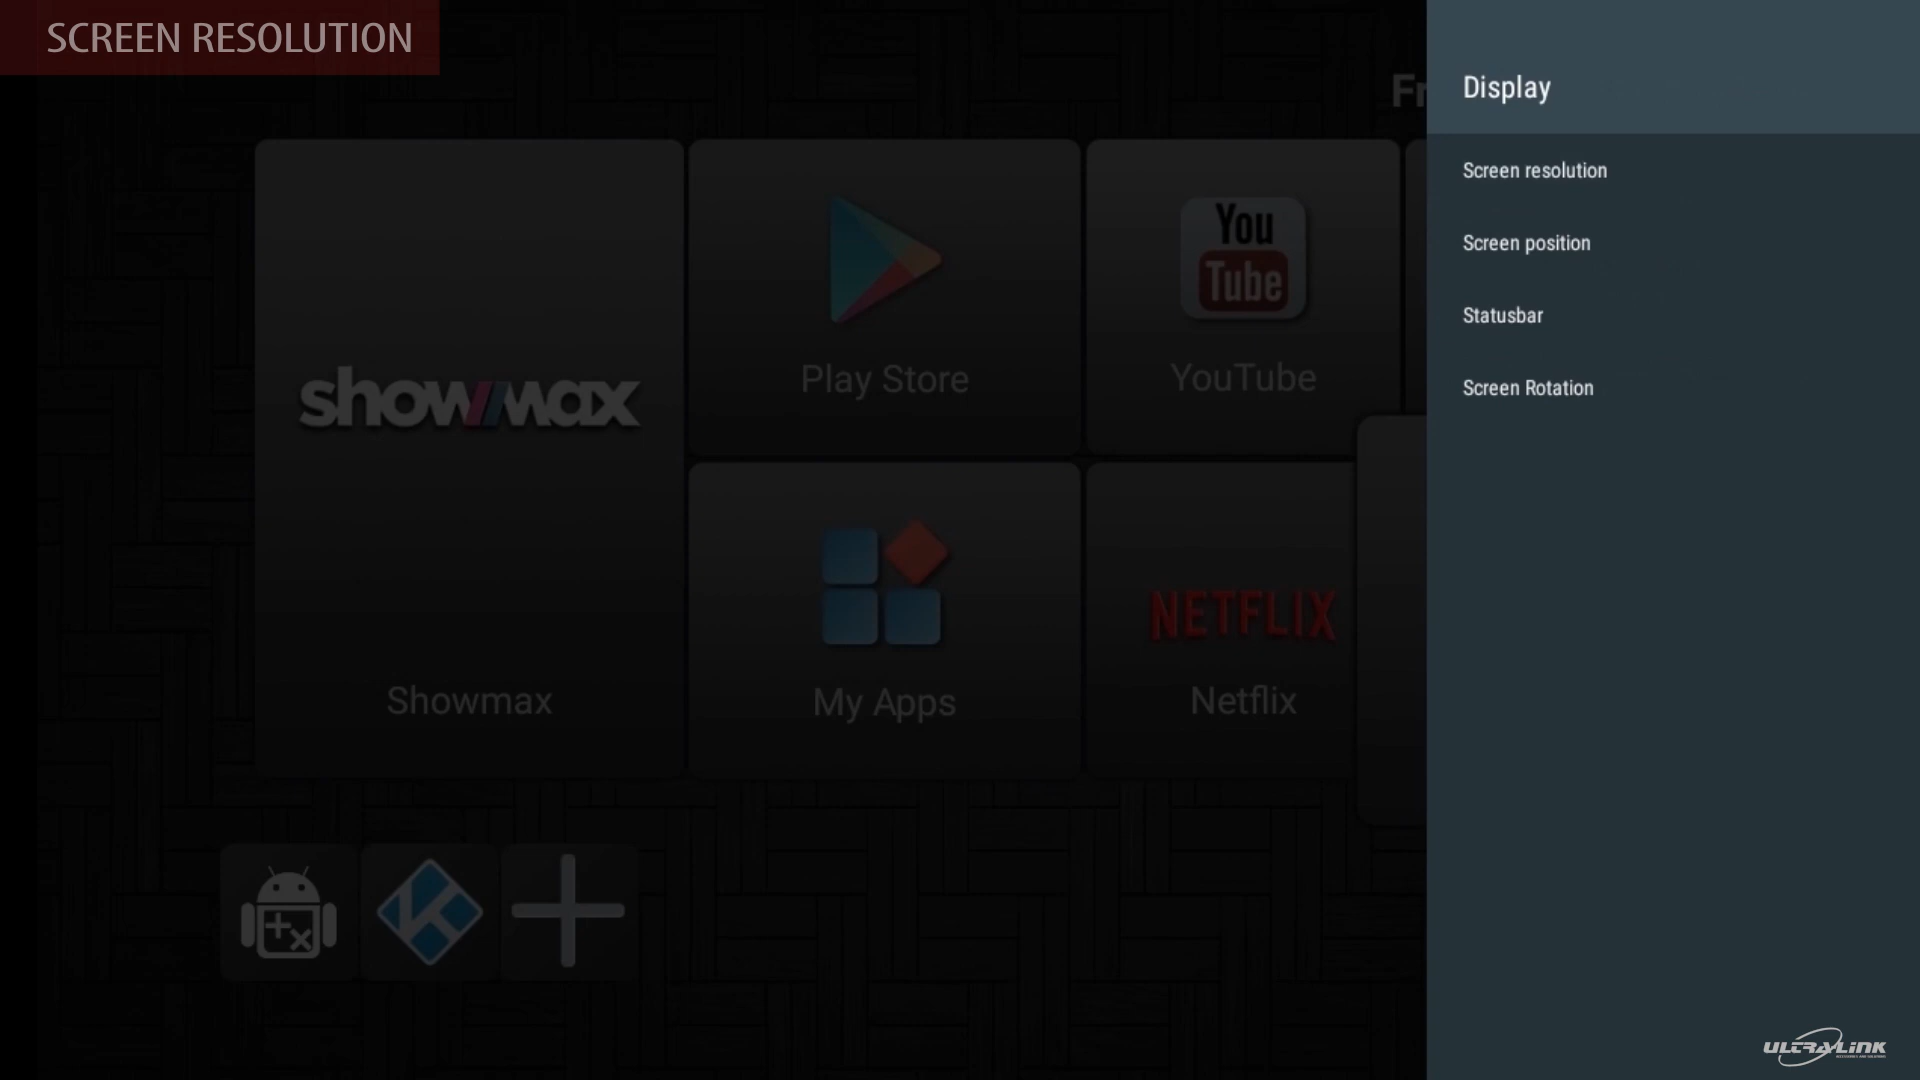 SCREEN RESOLUTION
Display
Screen resolution
Screen position
Statusbar
Screen Rotation
Fr
showmax
Showmax
Play Store
You
Tube
YouTube
My Apps
NETFLIX
Netflix
ULTRALINK